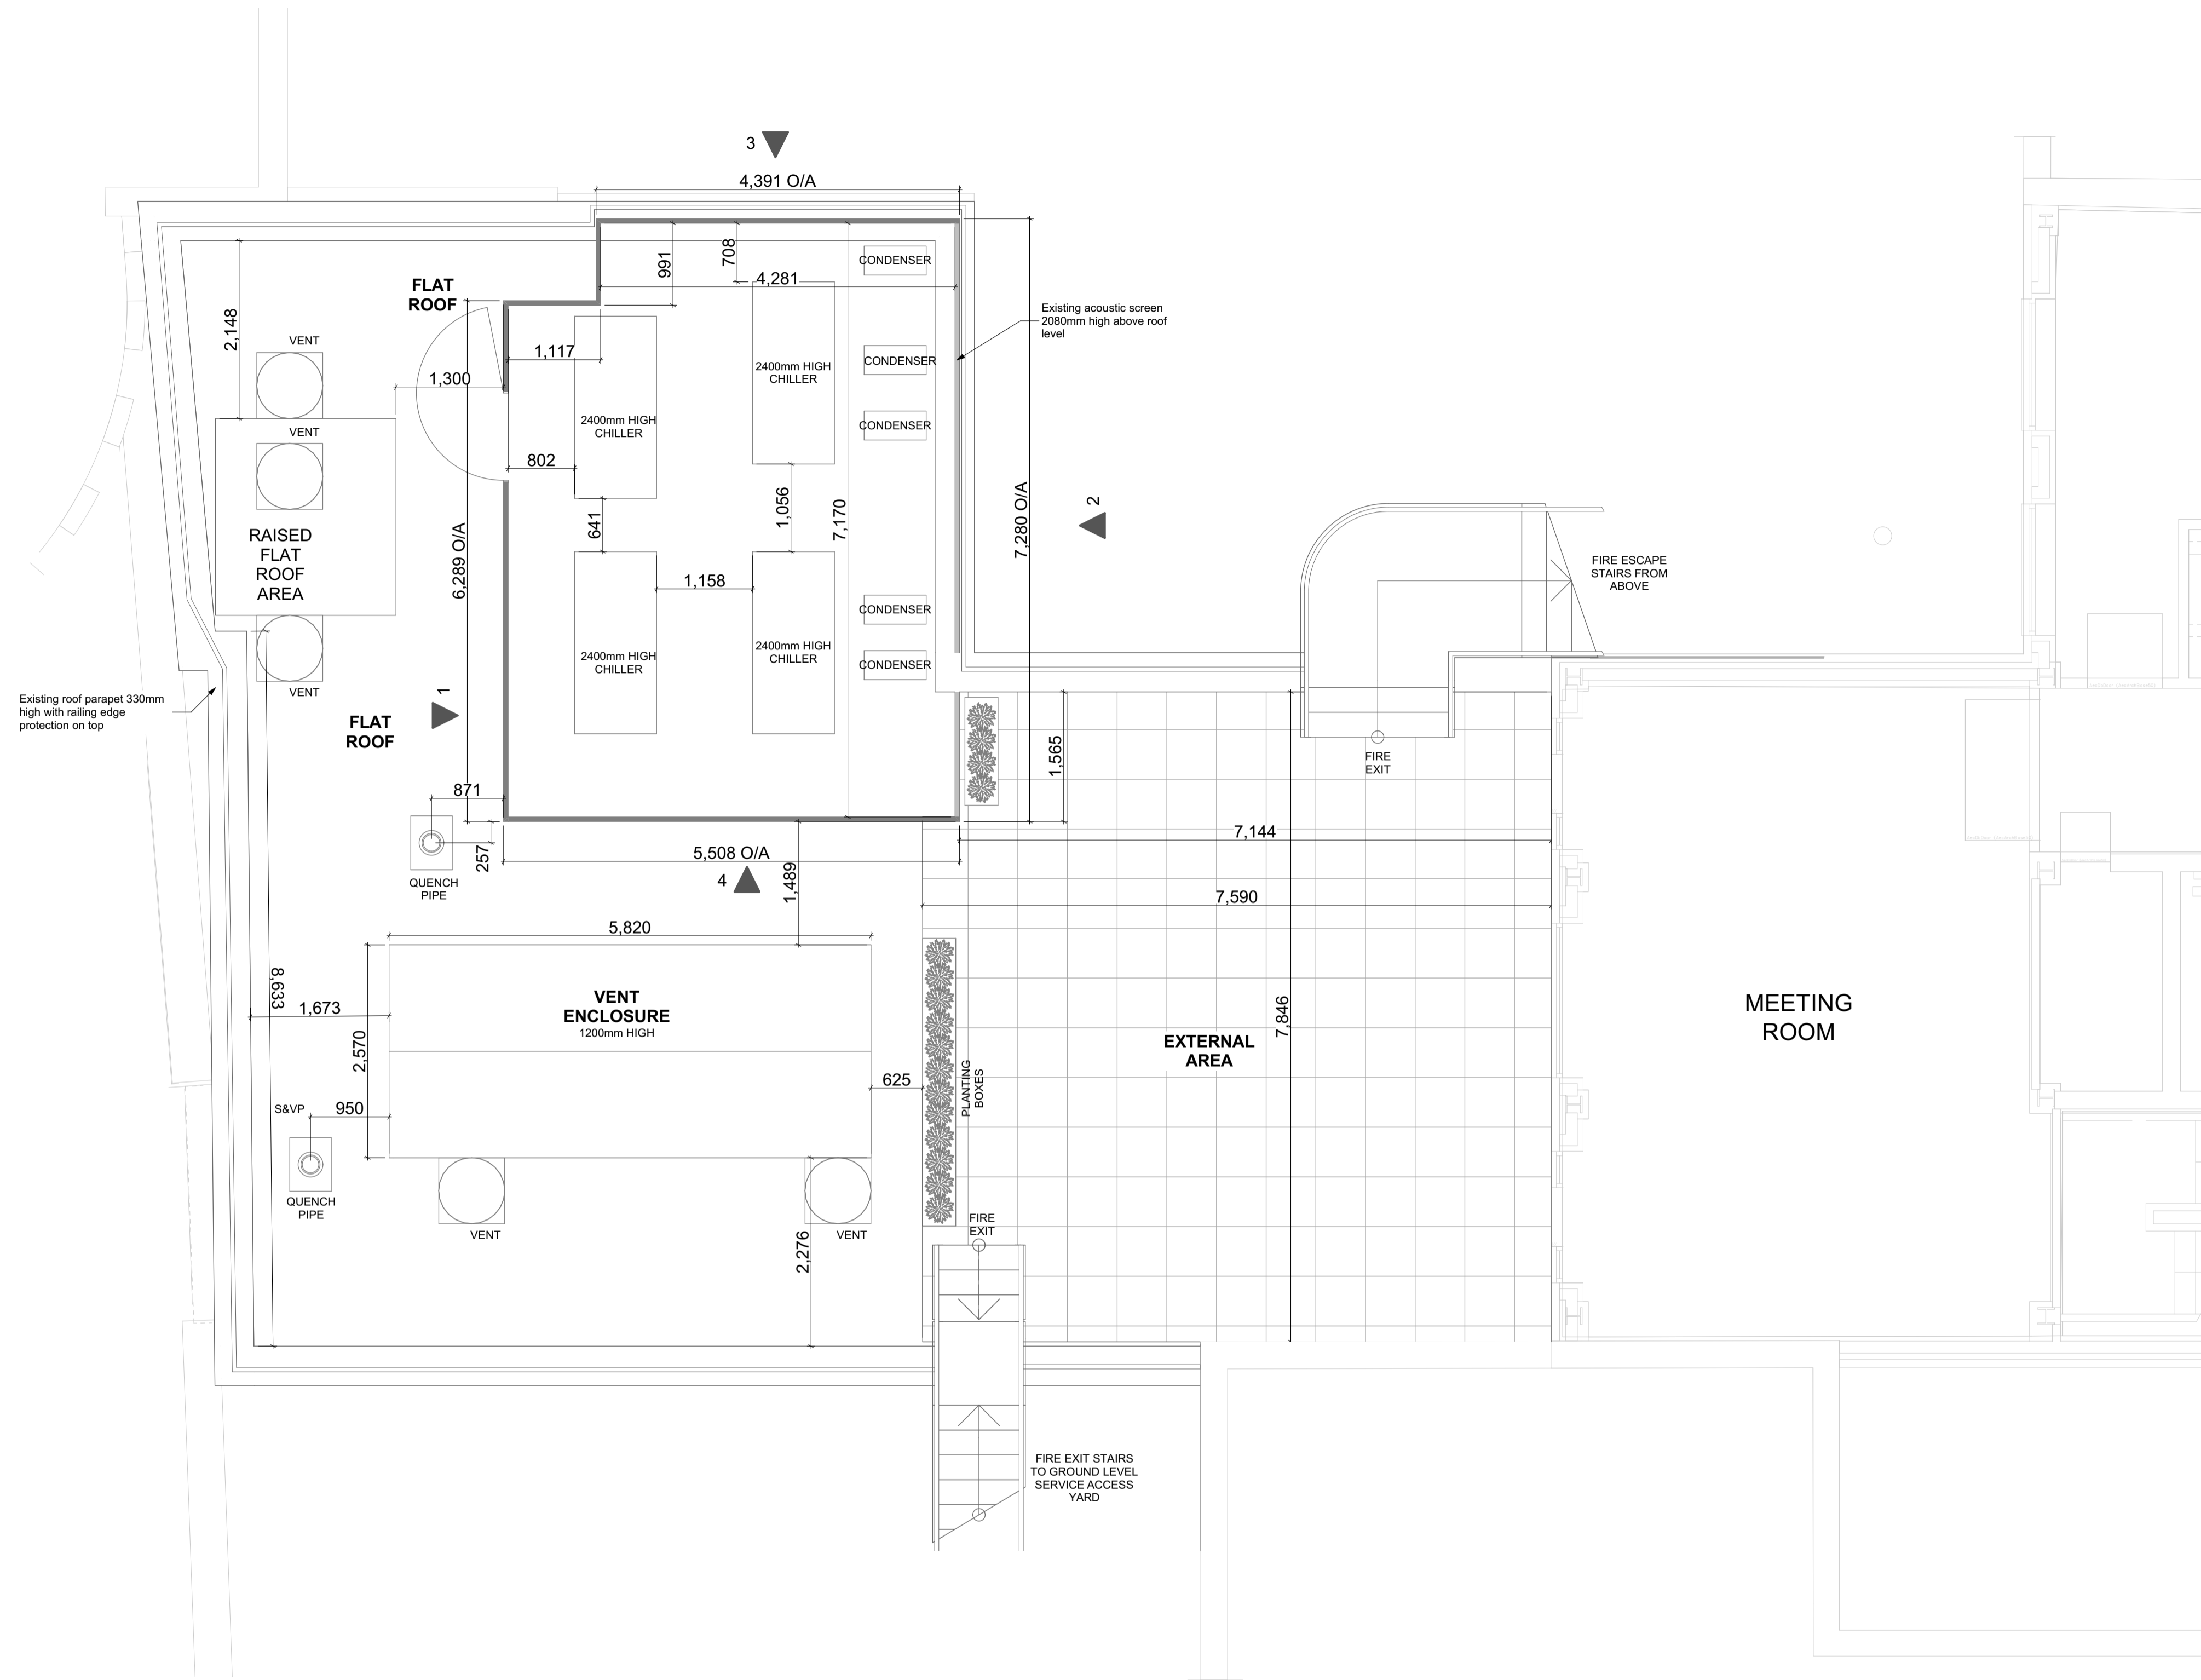 3
4,391 O/A
708
991
4,281
CONDENSER
FLAT
ROOF
2,148
VENT
1,117
1,300
2400mm HIGH
CHILLER
CONDENSER
Existing acoustic screen
2080mm high above roof
level
2400mm HIGH
CHILLER
CONDENSER
VENT
802
641
1,056
7,170
7,280 O/A
2
RAISED
FLAT
ROOF
AREA
6,289 O/A
1,158
CONDENSER
FIRE ESCAPE
STAIRS FROM
ABOVE
2400mm HIGH
CHILLER
2400mm HIGH
CHILLER
CONDENSER
VENT
Existing roof parapet 330mm
high with railing edge
protection on top
1
FLAT
ROOF
1,565
FIRE
EXIT
871
257
5,508 O/A
4
1,489
7,144
7,590
QUENCH
PIPE
5,820
8,633
1,673
2,570
VENT
ENCLOSURE
1200mm HIGH
625
PLANTING
BOXES
EXTERNAL
AREA
7,846
MEETING
ROOM
S&VP
950
QUENCH
PIPE
VENT
VENT
2,276
FIRE
EXIT
FIRE EXIT STAIRS
TO GROUND LEVEL
SERVICE ACCESS
YARD